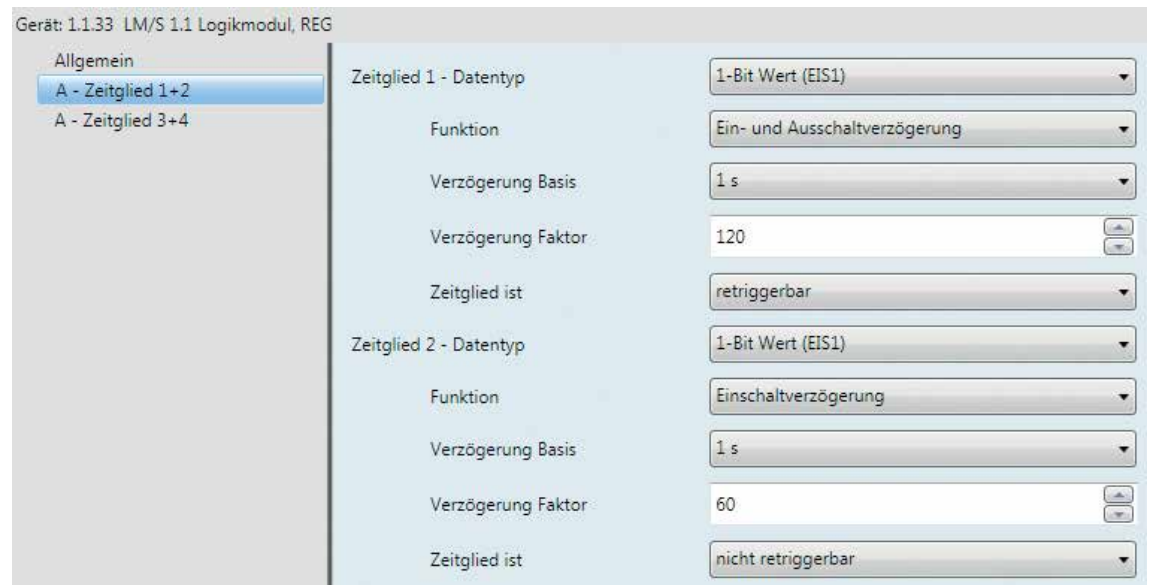 Gerät: 1.1.33 LM/S 1.1 Logikmodul, REG
Allgemein
A - Zeitglied 1+2
A - Zeitglied 3+4
Zeitglied 1 - Datentyp 1-Bit Wert (EIS1)
Funktion Ein- und Ausschaltverzögerung
Verzögerung Basis 1 s
Verzögerung Faktor 120
Zeitglied ist retriggerbar
Zeitglied 2 - Datentyp 1-Bit Wert (EIS1)
Funktion Einschaltverzögerung
Verzögerung Basis 1 s
Verzögerung Faktor 60
Zeitglied ist nicht retriggerbar